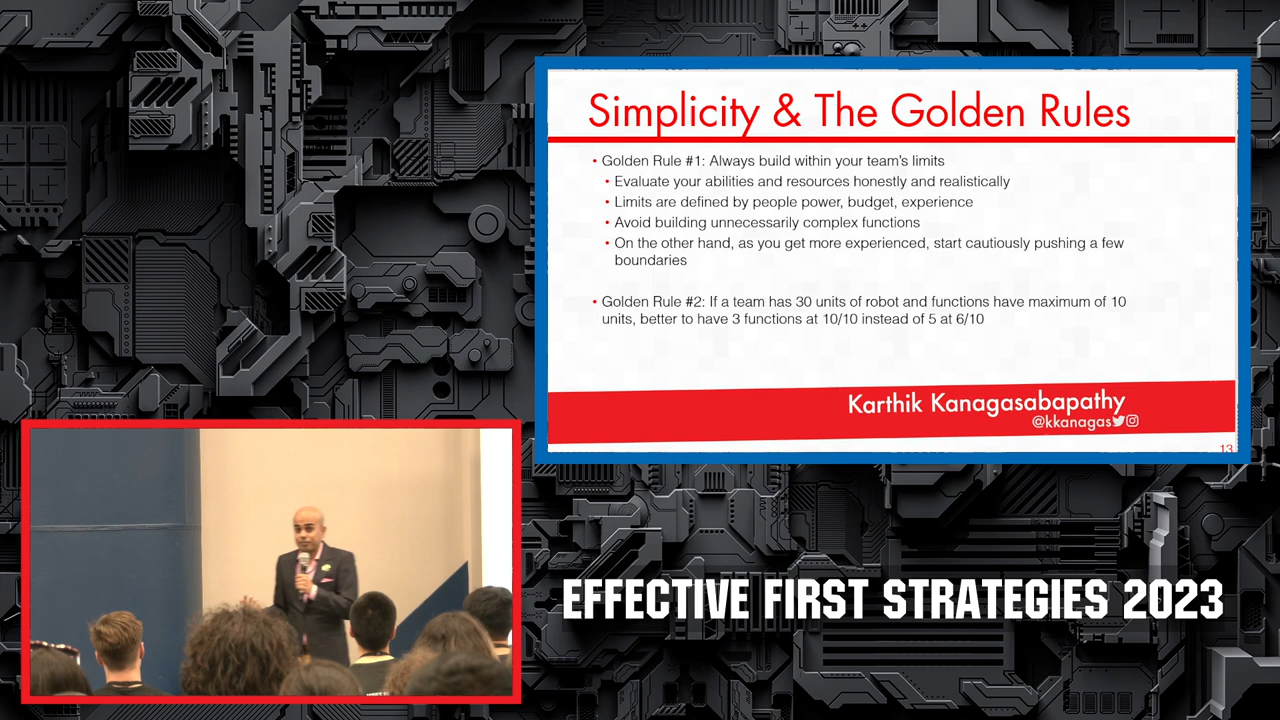 Simplicity & The Golden Rules
• Golden Rule #1: Always build within your team's limits
• Evaluate your abilities and resources honestly and realistically
• Limits are defined by people power, budget, experience
• Avoid building unnecessarily complex functions
• On the other hand, as you get more experienced, start cautiously pushing a few
boundaries
• Golden Rule #2: If a team has 30 units of robot and functions have maximum of 10
units, better to have 3 functions at 10/10 instead of 5 at 6/10
Karthik Kanagasabapathy
@kkanagas
13
EFFECTIVE FIRST STRATEGIES 2023